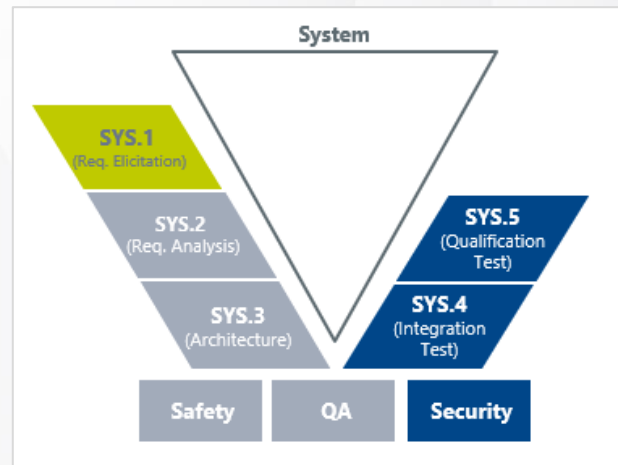 System
SYS.1
(Req. Elicitation)
SYS.2
(Req. Analysis)
SYS.3
(Architecture)
SYS.5
(Qualification
Test)
SYS.4
(Integration
Test)
Safety
QA
Security